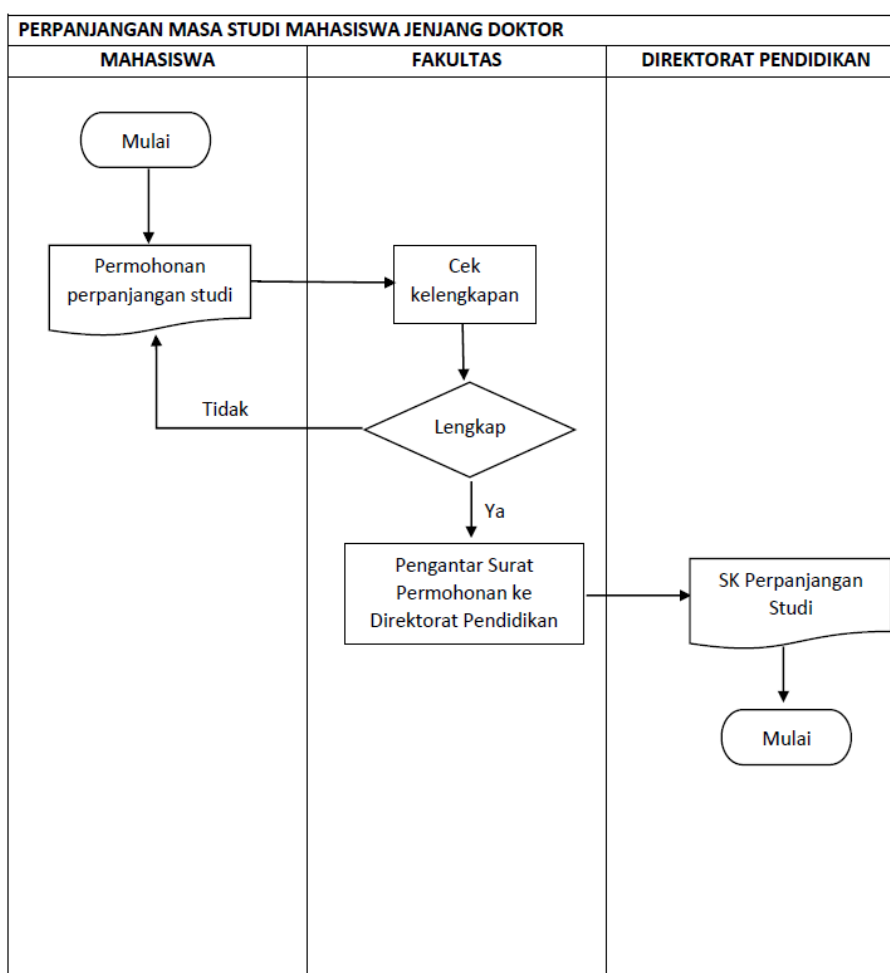 PERPANJANGAN MASA STUDI MAHASISWA JENJANG DOKTOR
MAHASISWA
FAKULTAS
DIREKTORAT PENDIDIKAN
Mulai
Permohonan
perpanjangan studi
Cek
kelengkapan
Tidak
Lengkap
Ya
Pengantar Surat
Permohonan ke
Direktorat Pendidikan
SK Perpanjangan
Studi
Mulai